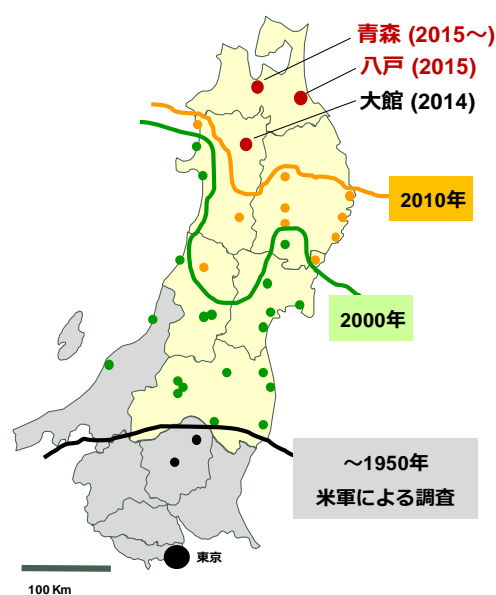 青森 (2015～)
八戸 (2015)
大館 (2014)
2010年
2000年
～1950年
米軍による調査
東京
100 Km